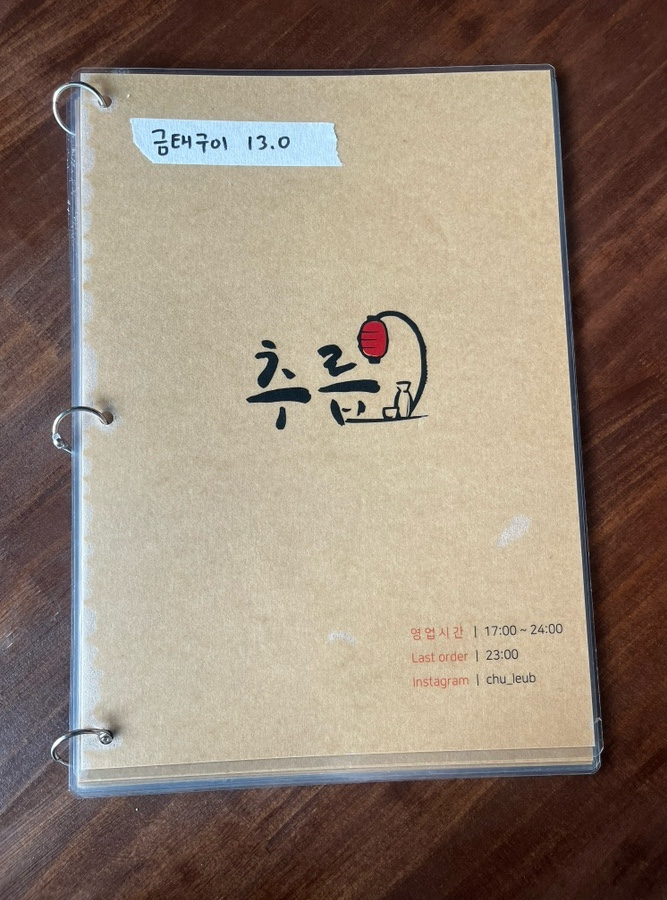 금태구이 13.0
추름
영업시간 | 17:00 ~ 24:00
Last order | 23:00
instagram | chu_leub